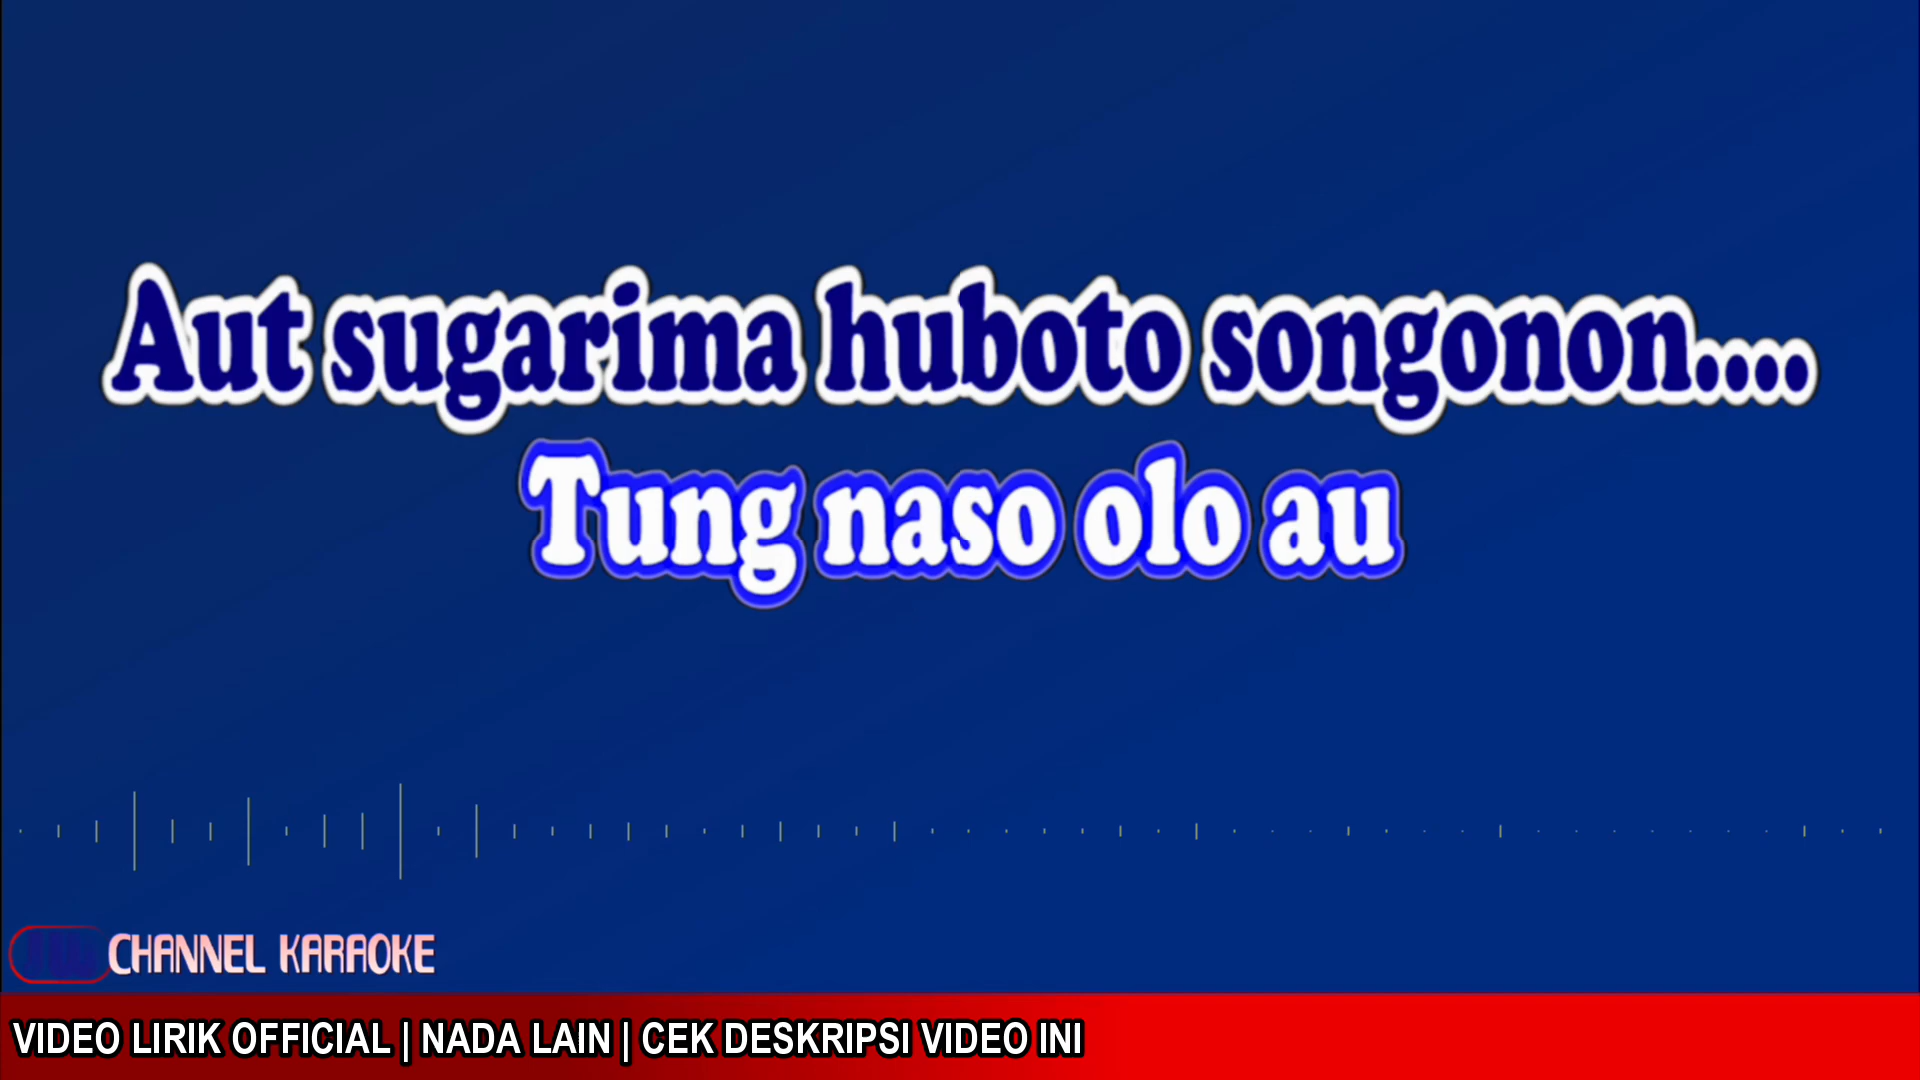 Aut sugarima huboto songonon....
Tung naso olo au
CHANNEL KARAOKE
VIDEO LIRIK OFFICIAL | NADA LAIN | CEK DESKRIPSI VIDEO INI